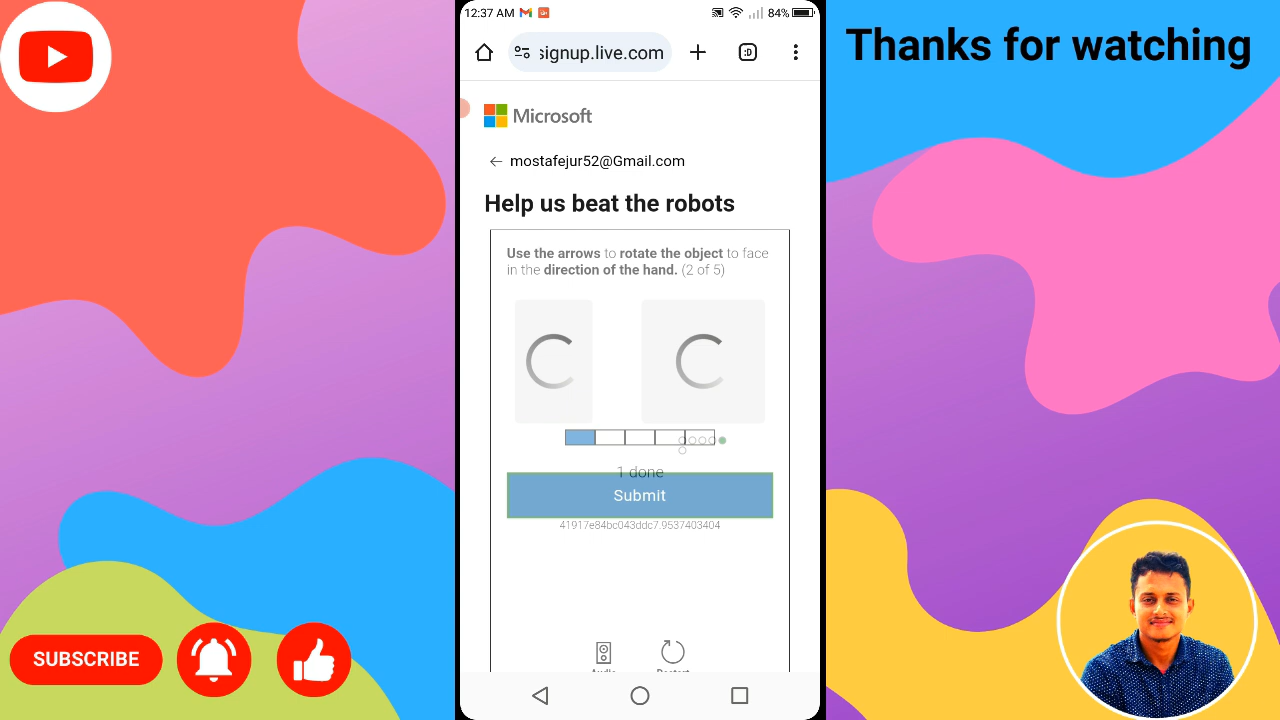 Thanks for watching
12:37 AM
84%
signup.live.com
:D
Microsoft
mostafejur52@Gmail.com
Help us beat the robots
Use the arrows to rotate the object to face
in the direction of the hand. (2 of 5)
1 done
Submit
41917e84bc043ddc7.9537403404
Audio
Restart
SUBSCRIBE